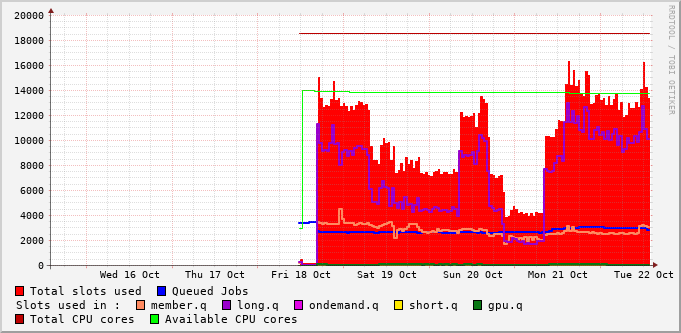 RRDTOOL / TOBI OETIKER
20000
18000
16000
14000
12000
10000
8000
6000
4000
2000
0
Wed 16 Oct Thu 17 Oct Fri 18 Oct Sat 19 Oct Sun 20 Oct Mon 21 Oct Tue 22 Oct
Total slots used Queued Jobs
Slots used in : member.q long.q ondemand.q short.q gpu.q
Total CPU cores Available CPU cores